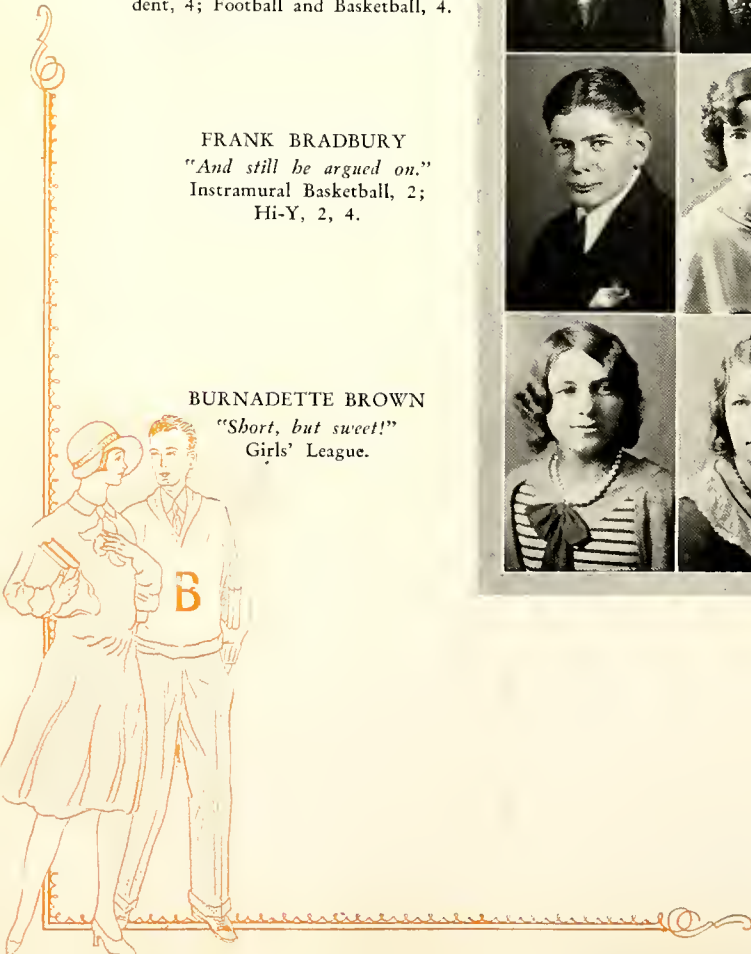 dent, 4; Football and Basketball, 4.
FRANK BRADBURY
"And still he argued on."
Instramural Basketball, 2;
Hi-Y, 2, 4.
BURNADETTE BROWN
"Short, but sweet!"
Girls' League.
B